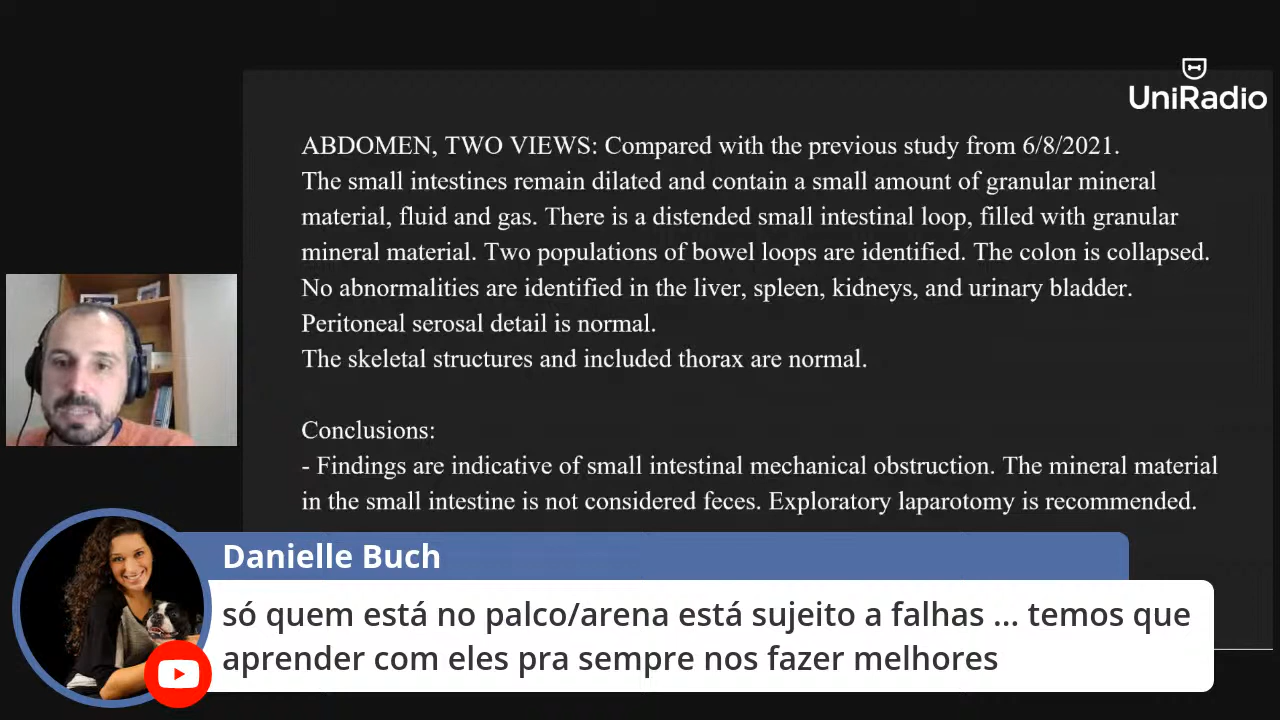 UniRadio
ABDOMEN, TWO VIEWS: Compared with the previous study from 6/8/2021.
The small intestines remain dilated and contain a small amount of granular mineral
material, fluid and gas. There is a distended small intestinal loop, filled with granular
mineral material. Two populations of bowel loops are identified. The colon is collapsed.
No abnormalities are identified in the liver, spleen, kidneys, and urinary bladder.
Peritoneal serosal detail is normal.
The skeletal structures and included thorax are normal.
Conclusions:
- Findings are indicative of small intestinal mechanical obstruction. The mineral material
in the small intestine is not considered feces. Exploratory laparotomy is recommended.
Danielle Buch
só quem está no palco/arena está sujeito a falhas ... temos que
aprender com eles pra sempre nos fazer melhores